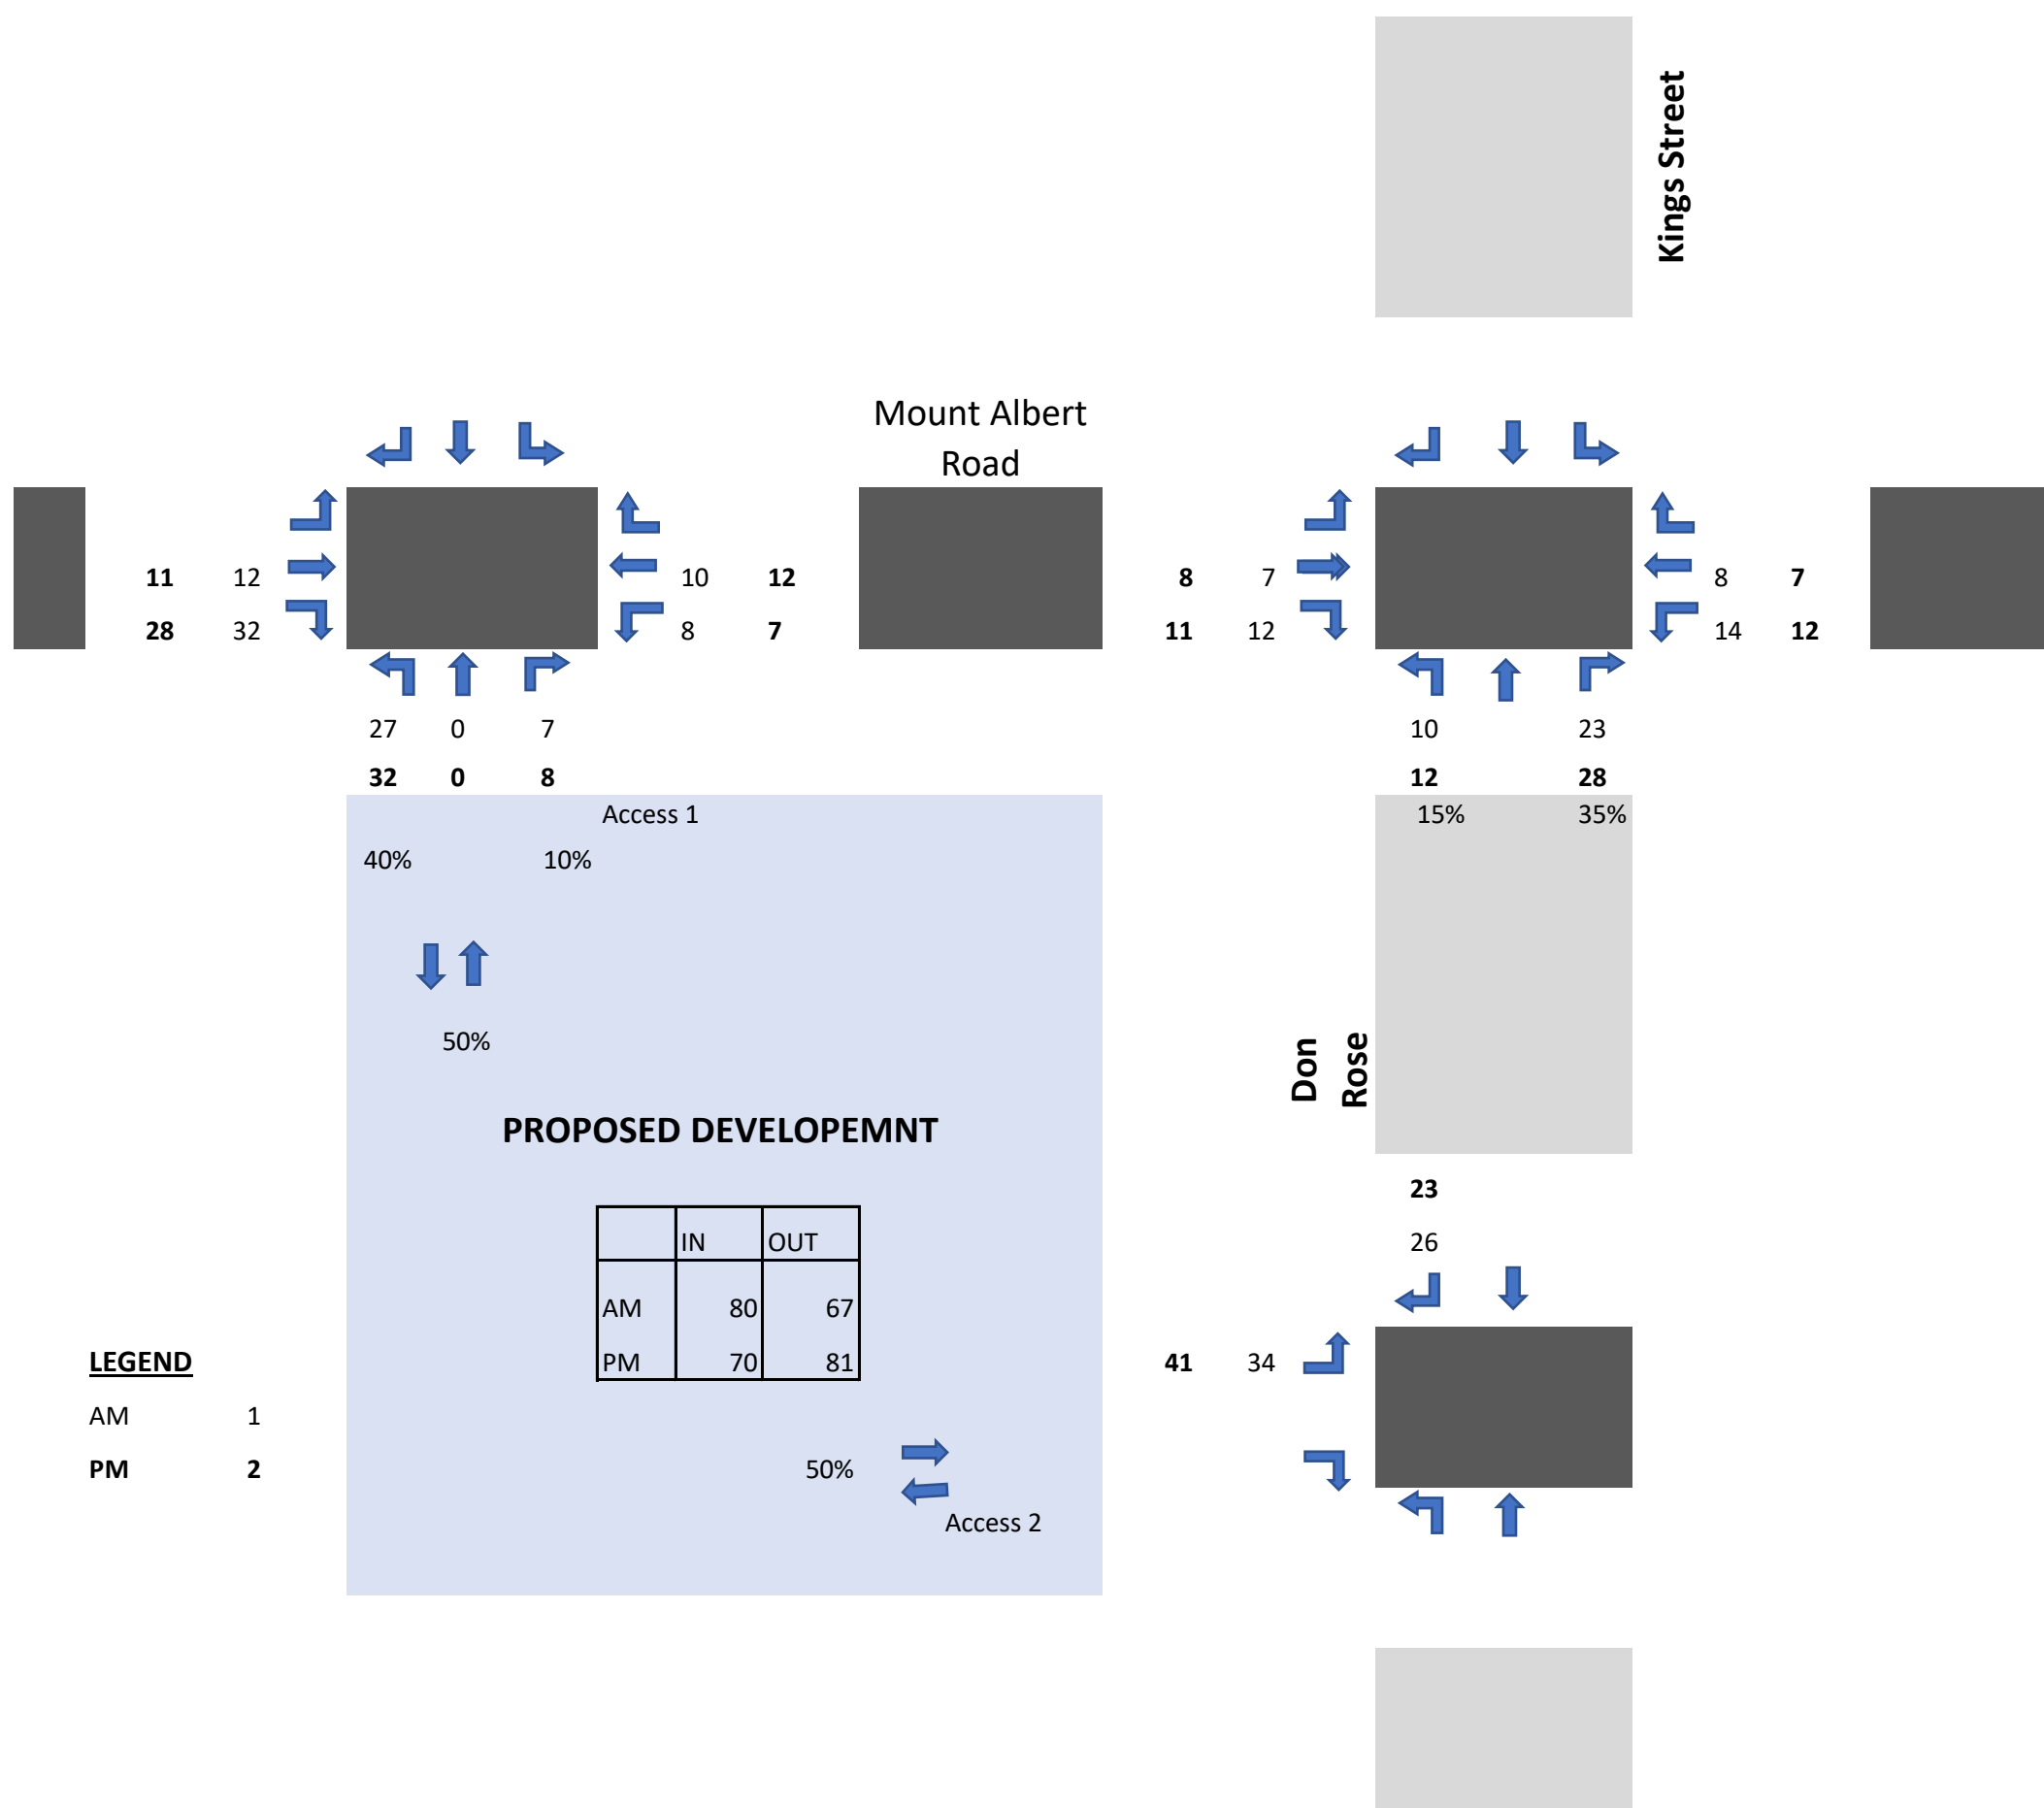 Kings Street
Mount Albert
Road
11 12 10 12 8 7 8 7
28 32 8 7 11 12 14 12
27 0 7 10 23
32 0 8 12 28
Access 1 15% 35%
40% 10%
50%
Don
Rose
PROPOSED DEVELOPEMNT
23
IN OUT 26
AM 80 67
LEGEND PM 70 81 41 34
AM 1
PM 2 50%
Access 2